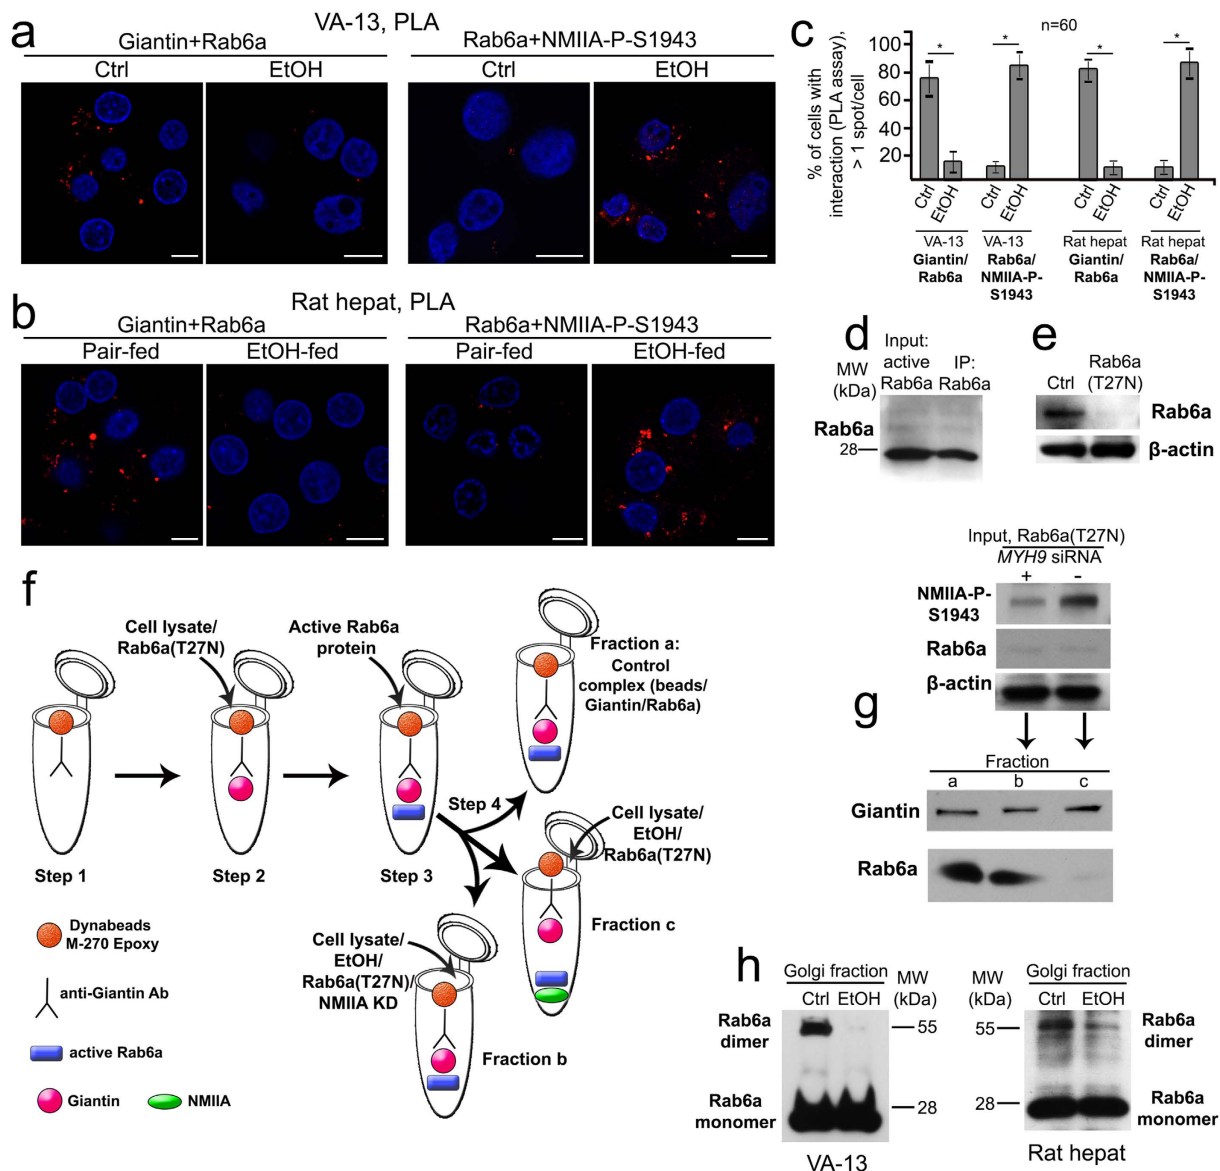 a
VA-13, PLA
Giantin+Rab6a
Rab6a+NMIIA-P-S1943
Ctrl
EtOH
Ctrl
EtOH
b
Rat hepat, PLA
Giantin+Rab6a
Rab6a+NMIIA-P-S1943
Pair-fed
EtOH-fed
Pair-fed
EtOH-fed
c
n=60
% of cells with
interaction (PLA assay),
> 1 spot/cell
100
80
60
40
20
*
*
*
*
Ctrl
EtOH
Ctrl
EtOH
Ctrl
EtOH
Ctrl
EtOH
VA-13
Giantin/
Rab6a
VA-13
Rab6a/
NMIIA-P-
S1943
Rat hepat
Giantin/
Rab6a
Rat hepat
Rab6a/
NMIIA-P-
S1943
d
MW
(kDa)
Input:
active
Rab6a
IP:
Rab6a
Rab6a
28
e
Ctrl
Rab6a
(T27N)
Rab6a
β-actin
f
Cell lysate/
Rab6a(T27N)
Active Rab6a
protein
Fraction a:
Control
complex (beads/
Giantin/Rab6a)
Step 1
Step 2
Step 3
Step 4
Cell lysate/
EtOH/
Rab6a(T27N)
Fraction c
Cell lysate/
EtOH/
Rab6a(T27N)/
NMIIA KD
Fraction b
Dynabeads
M-270 Epoxy
anti-Giantin Ab
active Rab6a
Giantin
NMIIA
g
Input, Rab6a(T27N)
MYH9 siRNA
+
-
NMIIA-P-
S1943
Rab6a
β-actin
Fraction
a
b
c
Giantin
Rab6a
h
Golgi fraction
Ctrl
EtOH
MW
(kDa)
Rab6a
dimer
55
Rab6a
monomer
28
VA-13
MW
(kDa)
Golgi fraction
Ctrl
EtOH
55
Rab6a
dimer
28
Rab6a
monomer
Rat hepat